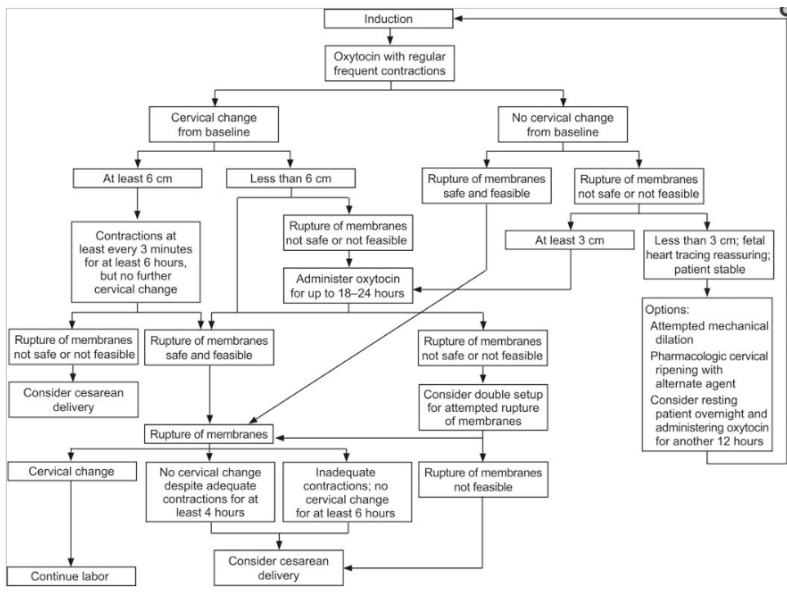 Induction
Oxytocin with regular
frequent contractions
Cervical change
from baseline
No cervical change
from baseline
At least 6 cm
Less than 6 cm
Rupture of membranes
safe and feasible
Rupture of membranes
not safe or not feasible
Contractions at
least every 3 minutes
for at least 6 hours,
but no further
cervical change
Rupture of membranes
not safe or not feasible
At least 3 cm
Less than 3 cm; fetal
heart tracing reassuring;
patient stable
Administer oxytocin
for up to 18–24 hours
Options:
Attempted mechanical
dilation
Pharmacologic cervical
ripening with
alternate agent
Consider resting
patient overnight and
administering oxytocin
for another 12 hours
Rupture of membranes
not safe or not feasible
Rupture of membranes
safe and feasible
Rupture of membranes
not safe or not feasible
Consider cesarean
delivery
Consider double setup
for attempted rupture
of membranes
Rupture of membranes
Cervical change
No cervical change
despite adequate
contractions for at
least 4 hours
Inadequate
contractions; no
cervical change
for at least 6 hours
Rupture of membranes
not feasible
Consider cesarean
delivery
Continue labor